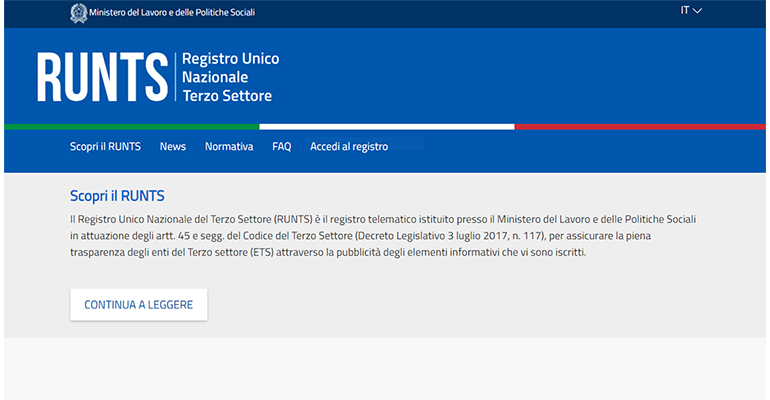 Ministero del Lavoro e delle Politiche Sociali
IT
RUNTS
Registro Unico
Nazionale
Terzo Settore
Scopri il RUNTS News Normativa FAQ Accedi al registro
Scopri il RUNTS
Il Registro Unico Nazionale del Terzo Settore (RUNTS) è il registro telematico istituito presso il Ministero del Lavoro e delle Politiche Sociali
in attuazione degli artt. 45 e segg. del Codice del Terzo Settore (Decreto Legislativo 3 luglio 2017, n. 117), per assicurare la piena
trasparenza degli enti del Terzo settore (ETS) attraverso la pubblicità degli elementi informativi che vi sono iscritti.
CONTINUA A LEGGERE